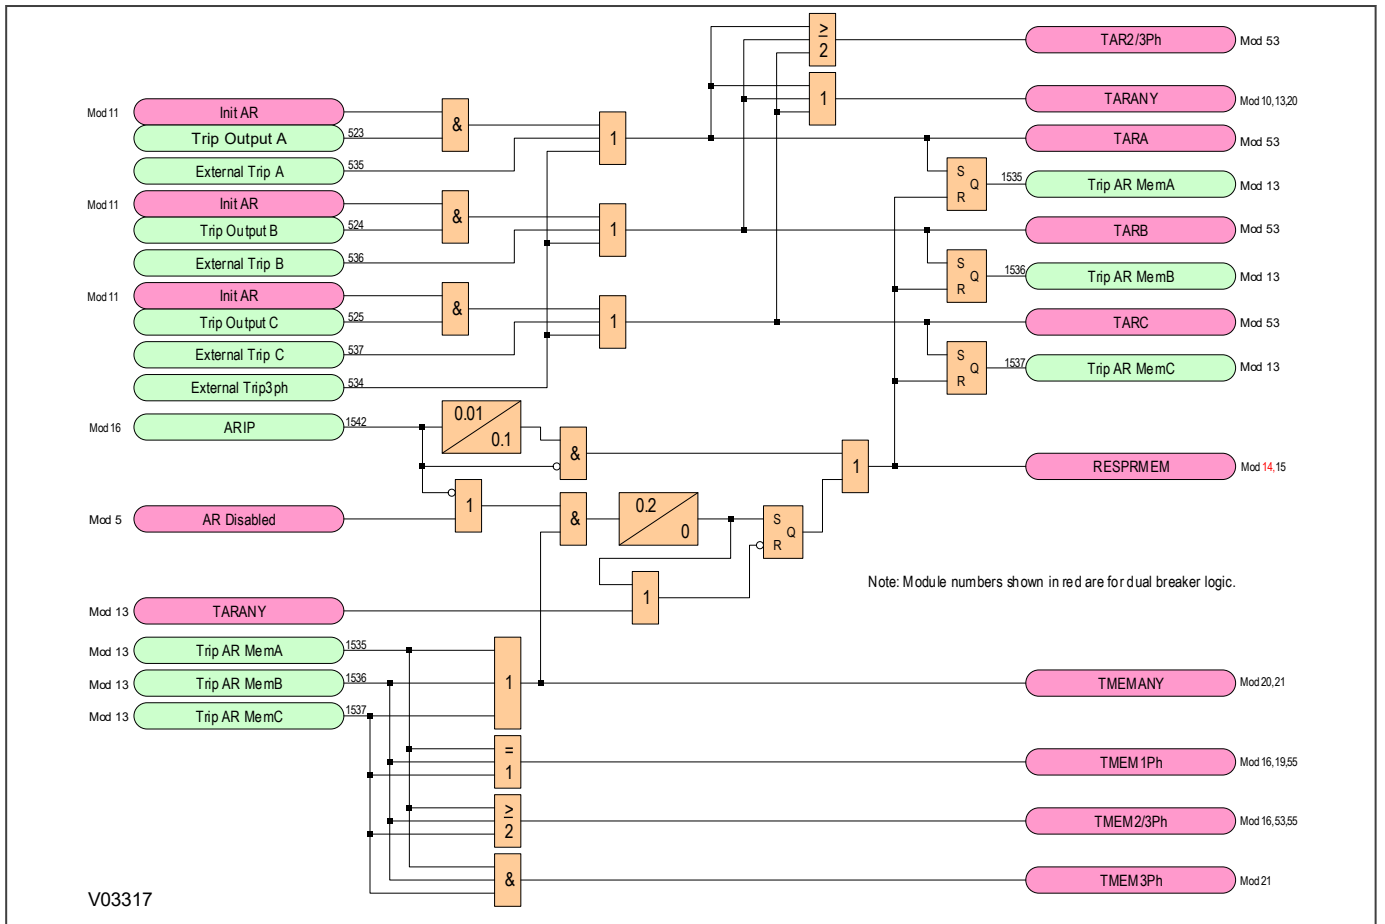 ≥
2
TAR2/3Ph
Mod 53
1
TARANY
Mod 10,13,20
Mod 11
Init AR
Trip Output A
523
&
1
TARA
Mod 53
External Trip A
535
S
Q
R
1535
Trip AR MemA
Mod 13
Mod 11
Init AR
Trip Output B
524
&
1
TARB
Mod 53
External Trip B
536
S
Q
R
1536
Trip AR MemB
Mod 13
Mod 11
Init AR
Trip Output C
525
&
1
TARC
Mod 53
External Trip C
537
S
Q
R
1537
Trip AR MemC
Mod 13
External Trip3ph
534
Mod 16
ARIP
1542
0.01
0.1
&
1
RESPRMEM
Mod 14,15
Mod 5
AR Disabled
1
&
0.2
0
S
Q
R
Note: Module numbers shown in red are for dual breaker logic.
Mod 13
TARANY
1
Mod 13
Trip AR MemA
1535
Mod 13
Trip AR MemB
1536
1
TMEMANY
Mod 20,21
Mod 13
Trip AR MemC
1537
=
1
TMEM1Ph
Mod 16,19,55
≥
2
TMEM2/3Ph
Mod 16,53,55
&
TMEM3Ph
Mod 21
V03317